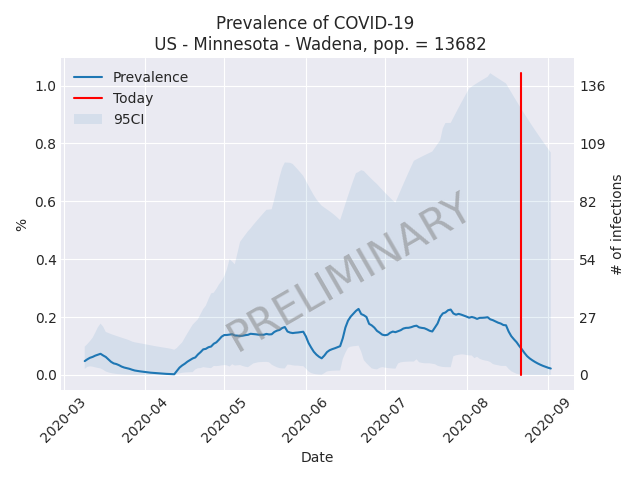 Prevalence of COVID-19
US - Minnesota - Wadena, pop. = 13682
Prevalence
Today
95CI
1.0
0.8
0.6
0.4
0.2
0.0
%
136
109
82
54
27
0
# of infections
PRELIMINARY
2020-03
2020-04
2020-05
2020-06
2020-07
2020-08
2020-09
Date